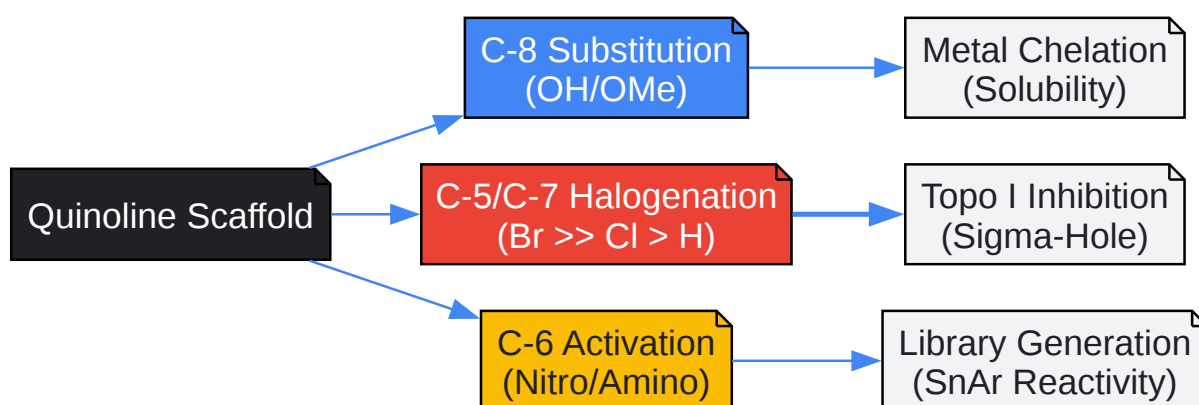 Quinoline Scaffold
C-8 Substitution
(OH/OMe)
Metal Chelation
(Solubility)
C-5/C-7 Halogenation
(Br >> Cl > H)
Topo I Inhibition
(Sigma-Hole)
C-6 Activation
(Nitro/Amino)
Library Generation
(SnAr Reactivity)